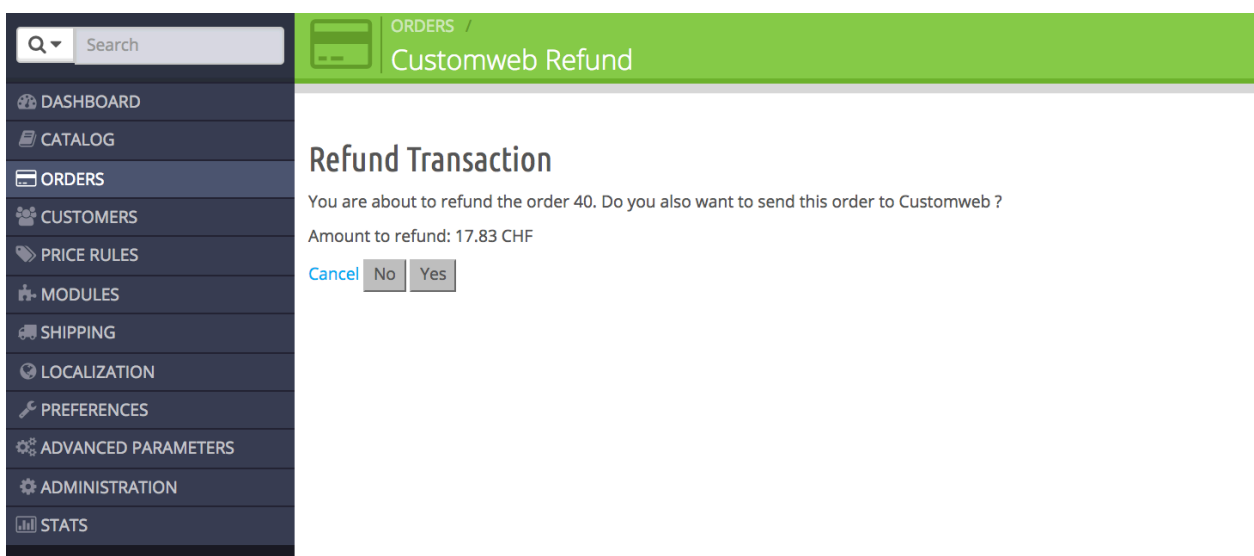 Search
DASHBOARD
CATALOG
ORDERS
CUSTOMERS
PRICE RULES
MODULES
SHIPPING
LOCALIZATION
PREFERENCES
ADVANCED PARAMETERS
ADMINISTRATION
STATS
ORDERS /
Customweb Refund
Refund Transaction
You are about to refund the order 40. Do you also want to send this order to Customweb ?
Amount to refund: 17.83 CHF
Cancel No Yes